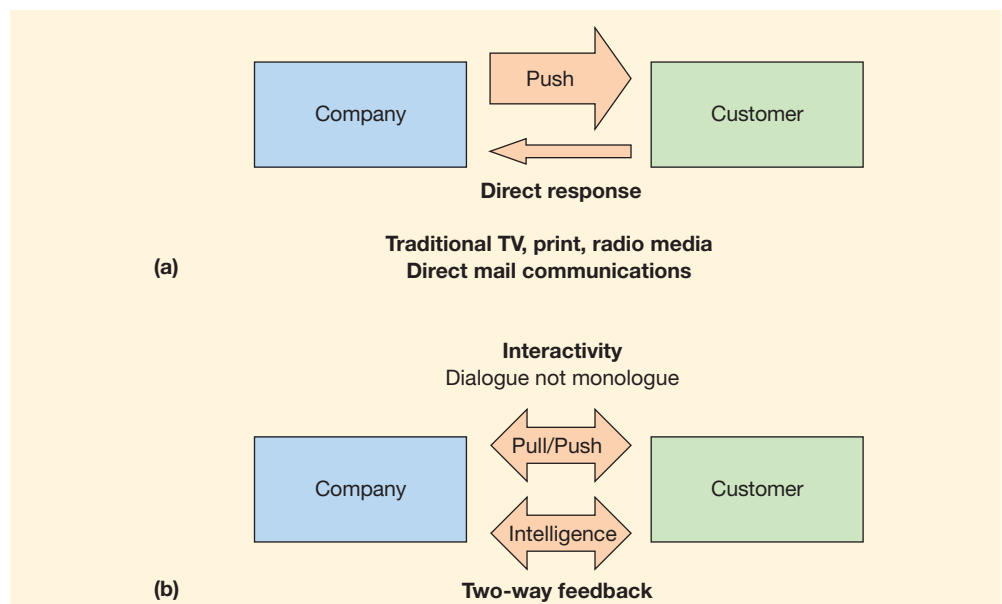 Company
Push
Customer
Direct response
Traditional TV, print, radio media
Direct mail communications
(a)
Interactivity
Dialogue not monologue
Company
Pull/Push
Customer
Intelligence
(b)
Two-way feedback